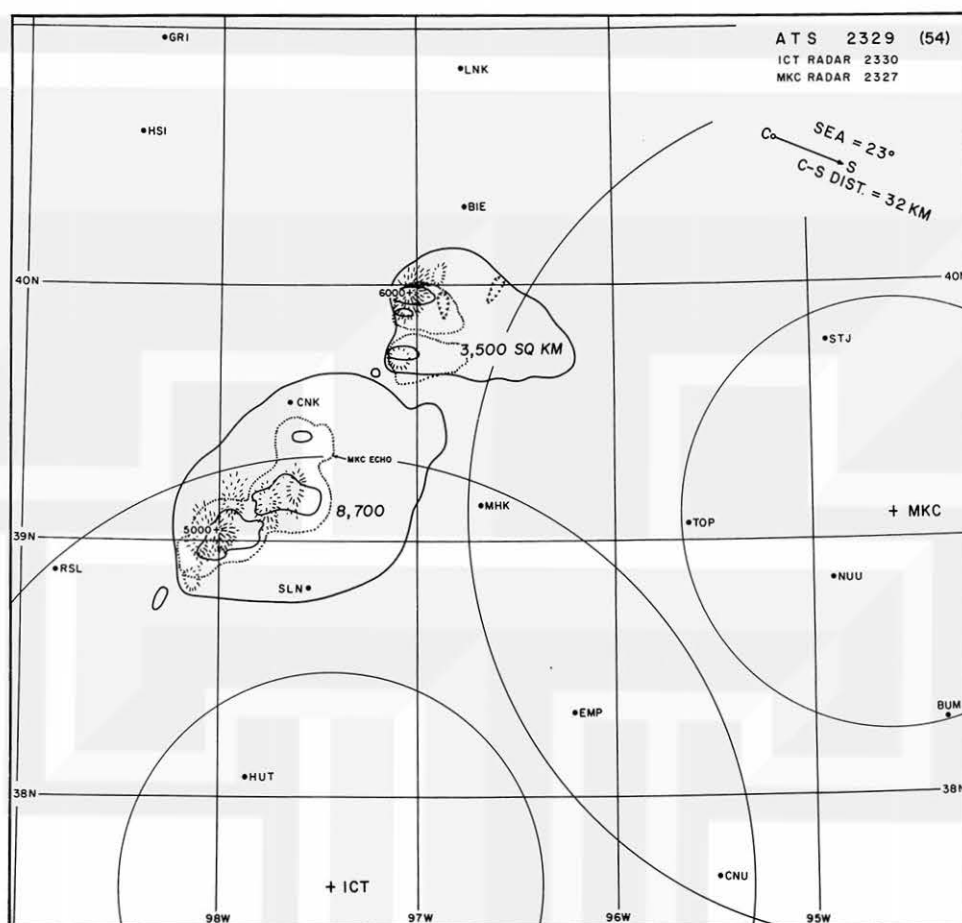 GRI
ATS 2329 (54)
ICT RADAR 2330
MKC RADAR 2327
LNK
HSI
C
SEA = 23°
S
C-S DIST. = 32 KM
BIE
40N
40N
6000+
STJ
3,500 SQ KM
CNK
MKC ECHO
8,700
MHK
+ MKC
TOP
5000+
39N
39N
RSL
NUU
SLN
EMP
BUM
HUT
38N
38N
CNU
+ ICT
98W
97W
96W
95W